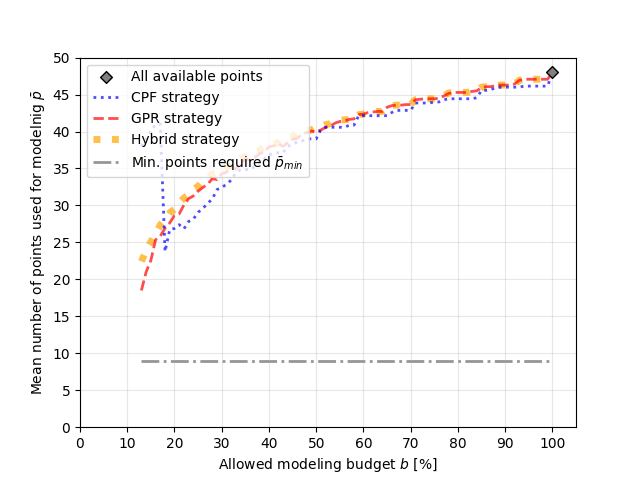 All available points
CPF strategy
GPR strategy
Hybrid strategy
Min. points required p̄min
Mean number of points used for modelnig p̄
50
45
40
35
30
25
20
15
10
5
0
0 10 20 30 40 50 60 70 80 90 100
Allowed modeling budget b [%]